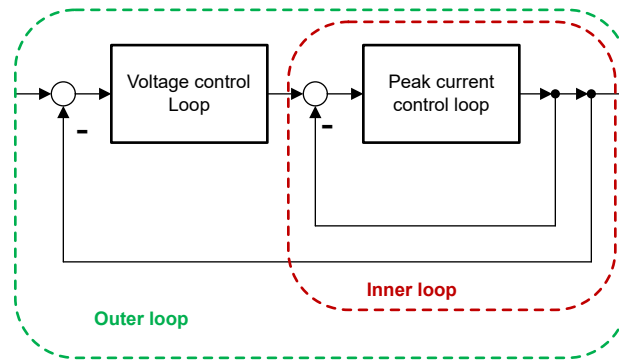 Voltage control
Loop
Peak current
control loop
-
-
Inner loop
Outer loop